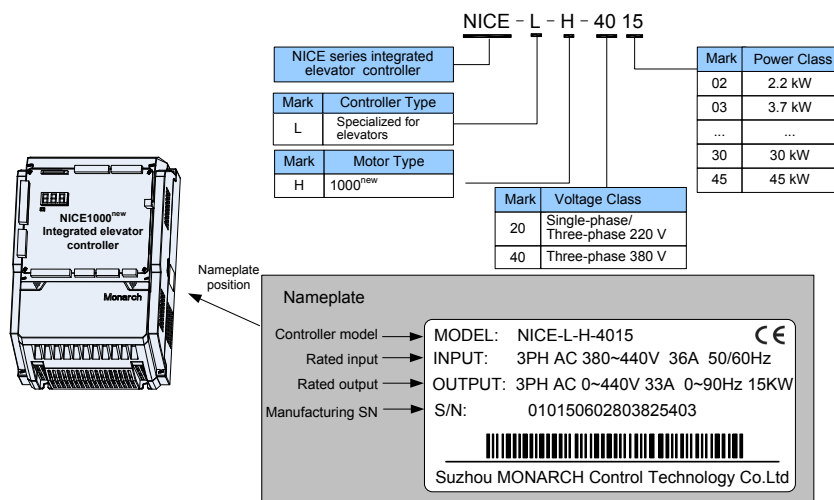 NICE - L - H - 40 15
NICE series integrated
elevator controller
Mark Controller Type
L Specialized for
elevators
Mark Motor Type
H 1000new
Mark Voltage Class
20 Single-phase/
Three-phase 220 V
40 Three-phase 380 V
Mark Power Class
02 2.2 kW
03 3.7 kW
... ...
30 30 kW
45 45 kW
NICE1000new
Integrated elevator
controller
Monarch
Nameplate
position
Nameplate
Controller model
Rated input
Rated output
Manufacturing SN
MODEL: NICE-L-H-4015 CE
INPUT: 3PH AC 380~440V 36A 50/60Hz
OUTPUT: 3PH AC 0~440V 33A 0~90Hz 15KW
S/N: 010150602803825403
Suzhou MONARCH Control Technology Co.Ltd